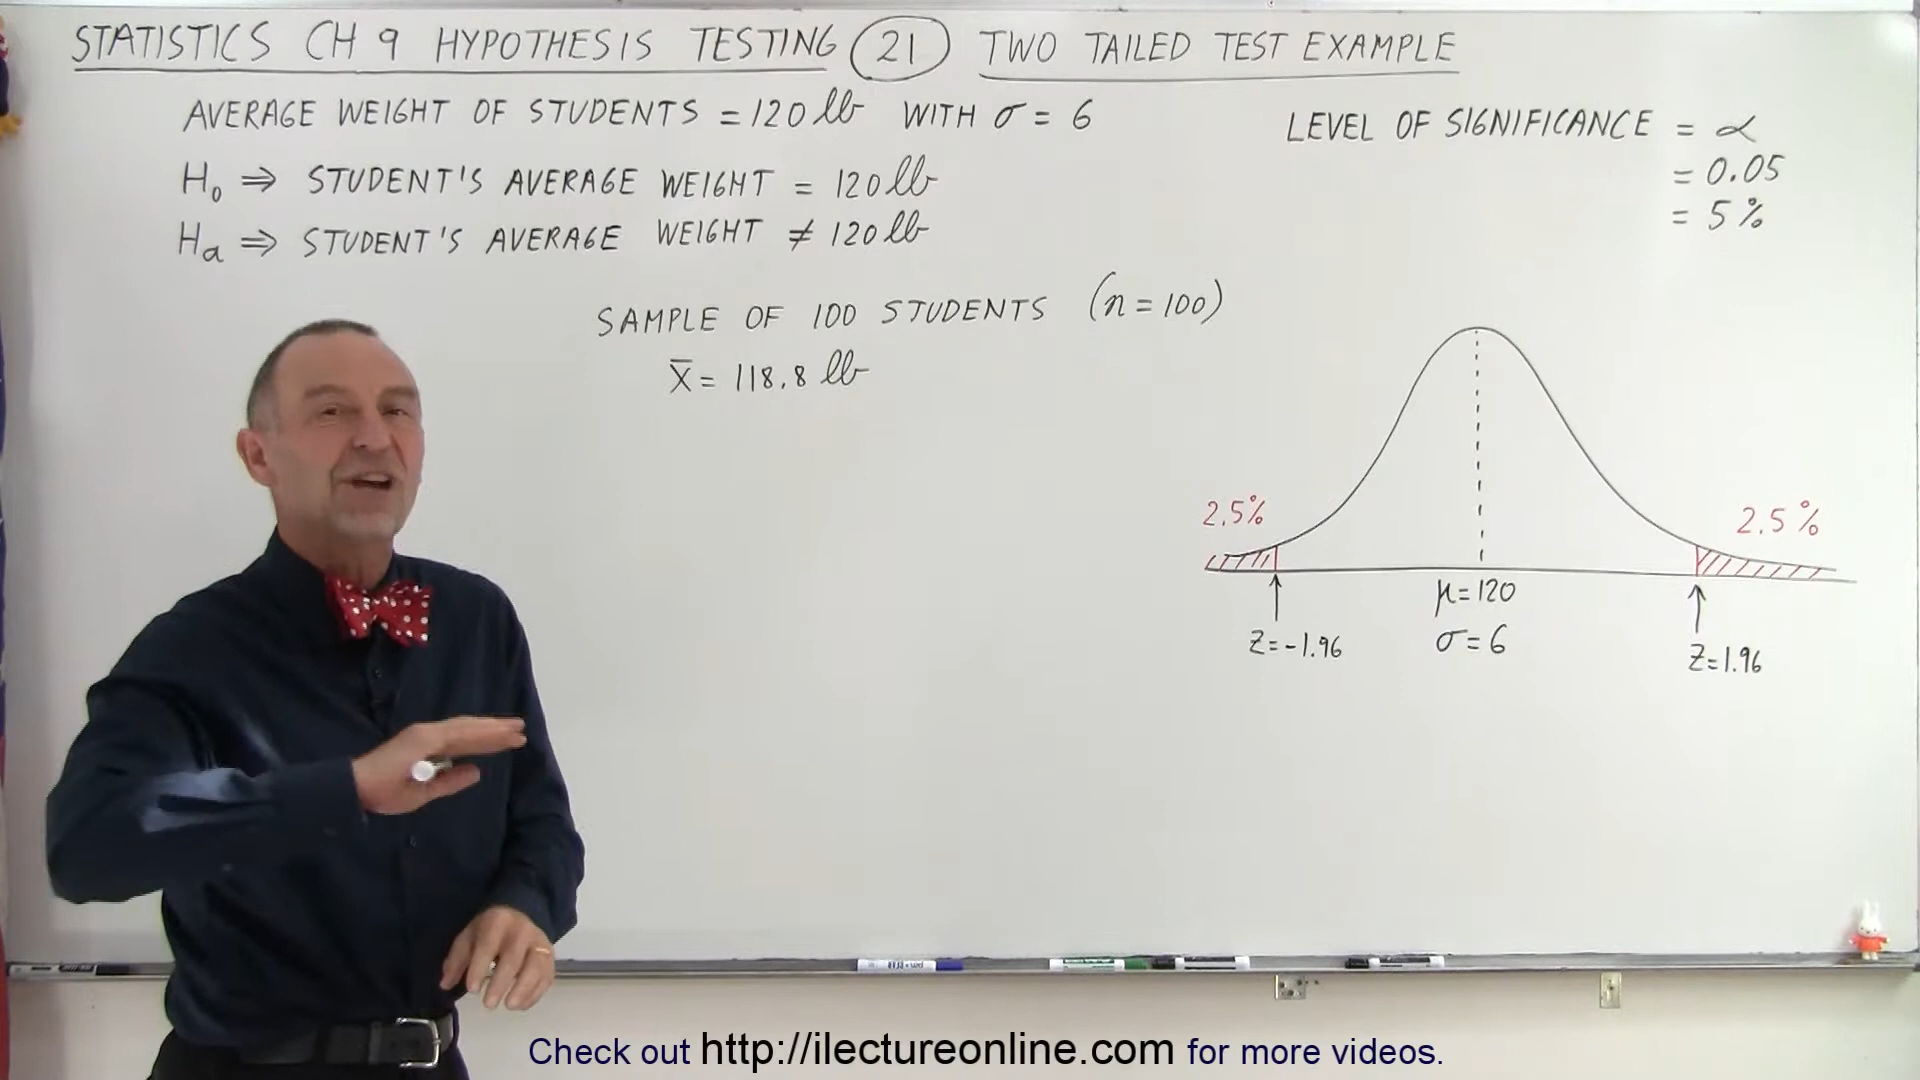 STATISTICS CH 9 HYPOTHESIS TESTING 21 TWO TAILED TEST EXAMPLE
AVERAGE WEIGHT OF STUDENTS = 120 lb WITH σ = 6
H₀ ⇒ STUDENT'S AVERAGE WEIGHT = 120 lb
Hₐ ⇒ STUDENT'S AVERAGE WEIGHT ≠ 120 lb
LEVEL OF SIGNIFICANCE = α
= 0.05
= 5%
SAMPLE OF 100 STUDENTS (n = 100)
X̄ = 118.8 lb
2.5%
2.5%
μ = 120
σ = 6
Z = -1.96
Z = 1.96
Check out http://ilectureonline.com for more videos.